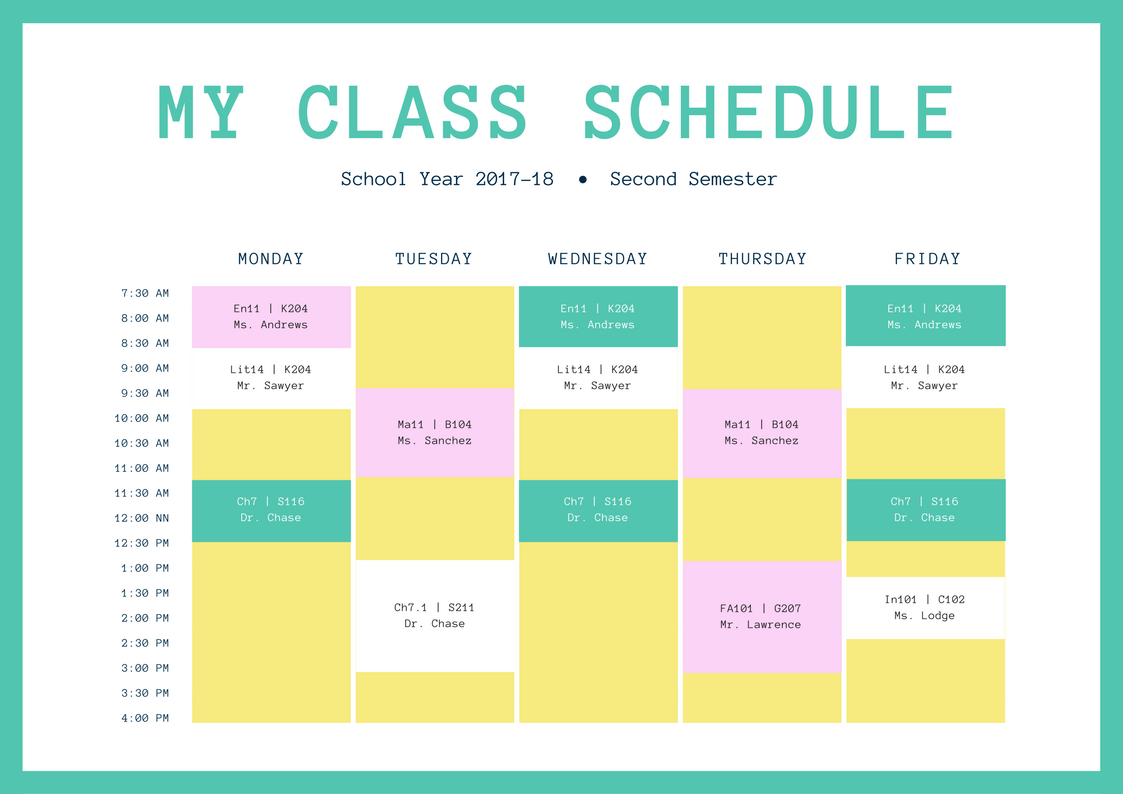 MY CLASS SCHEDULE
School Year 2017-18 • Second Semester
MONDAY TUESDAY WEDNESDAY THURSDAY FRIDAY
7:30 AM
8:00 AM
8:30 AM
9:00 AM
9:30 AM
10:00 AM
10:30 AM
11:00 AM
11:30 AM
12:00 NN
12:30 PM
1:00 PM
1:30 PM
2:00 PM
2:30 PM
3:00 PM
3:30 PM
4:00 PM
En11 | K204
Ms. Andrews
Lit14 | K204
Mr. Sawyer
Ch7 | S116
Dr. Chase
Ma11 | B104
Ms. Sanchez
Ch7.1 | S211
Dr. Chase
En11 | K204
Ms. Andrews
Lit14 | K204
Mr. Sawyer
Ch7 | S116
Dr. Chase
Ma11 | B104
Ms. Sanchez
FA101 | G207
Mr. Lawrence
En11 | K204
Ms. Andrews
Lit14 | K204
Mr. Sawyer
Ch7 | S116
Dr. Chase
In101 | C102
Ms. Lodge